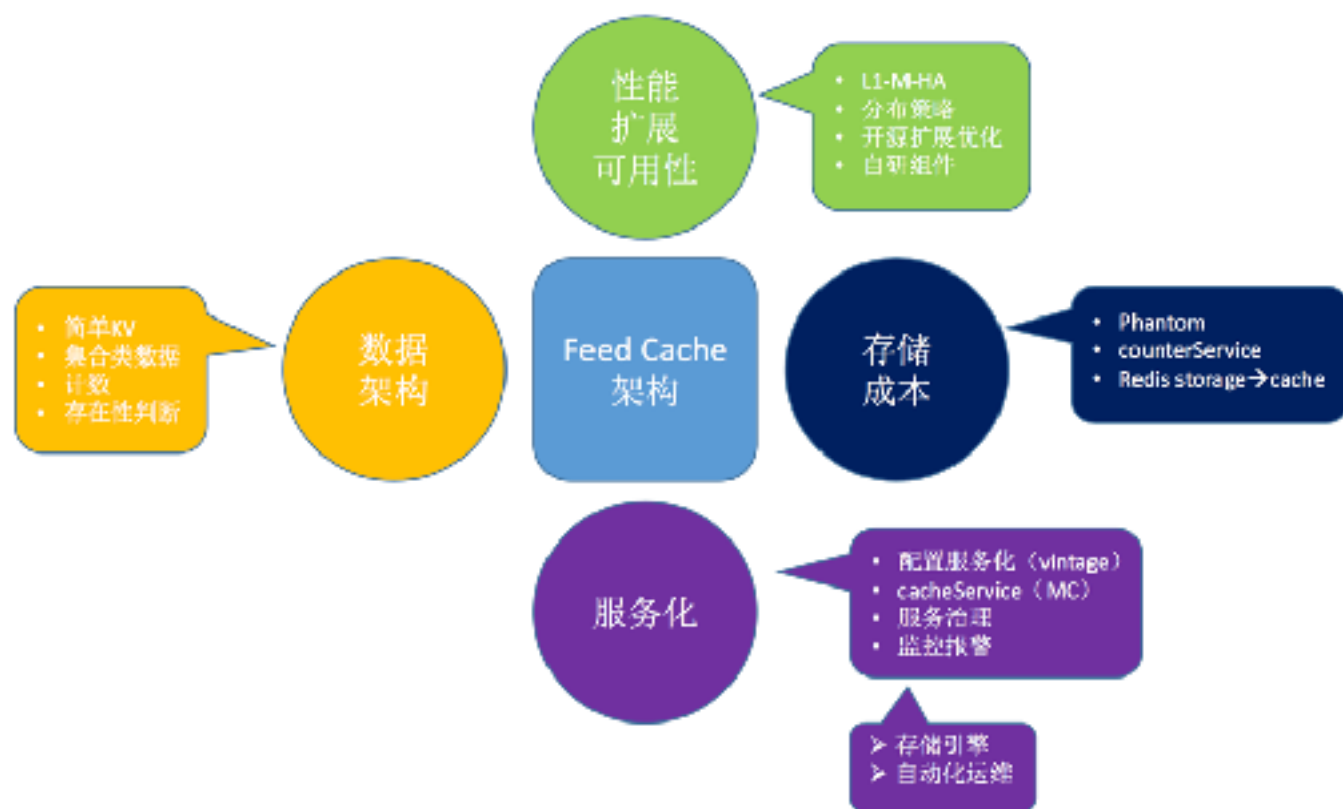 性能
扩展
可用性
• L1-M-HA
• 分布策略
• 开源扩展优化
• 自研组件
• 简单KV
• 集合类数据
• 计数
• 存在性判断
数据
架构
Feed Cache
架构
存储
成本
• Phantom
• counterService
• Redis storage→cache
服务化
• 配置服务化（vintage）
• cacheService（MC）
• 服务治理
• 监控报警
➢ 存储引擎
➢ 自动化运维